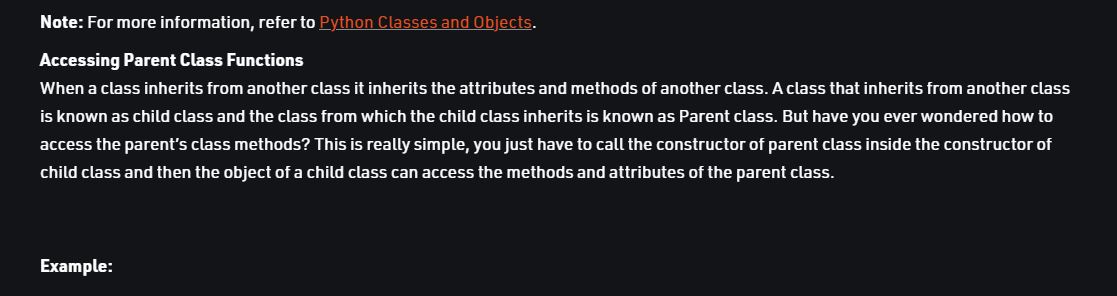 Note: For more information, refer to Python Classes and Objects.
Accessing Parent Class Functions
When a class inherits from another class it inherits the attributes and methods of another class. A class that inherits from another class
is known as child class and the class from which the child class inherits is known as Parent class. But have you ever wondered how to
access the parent’s class methods? This is really simple, you just have to call the constructor of parent class inside the constructor of
child class and then the object of a child class can access the methods and attributes of the parent class.
Example: